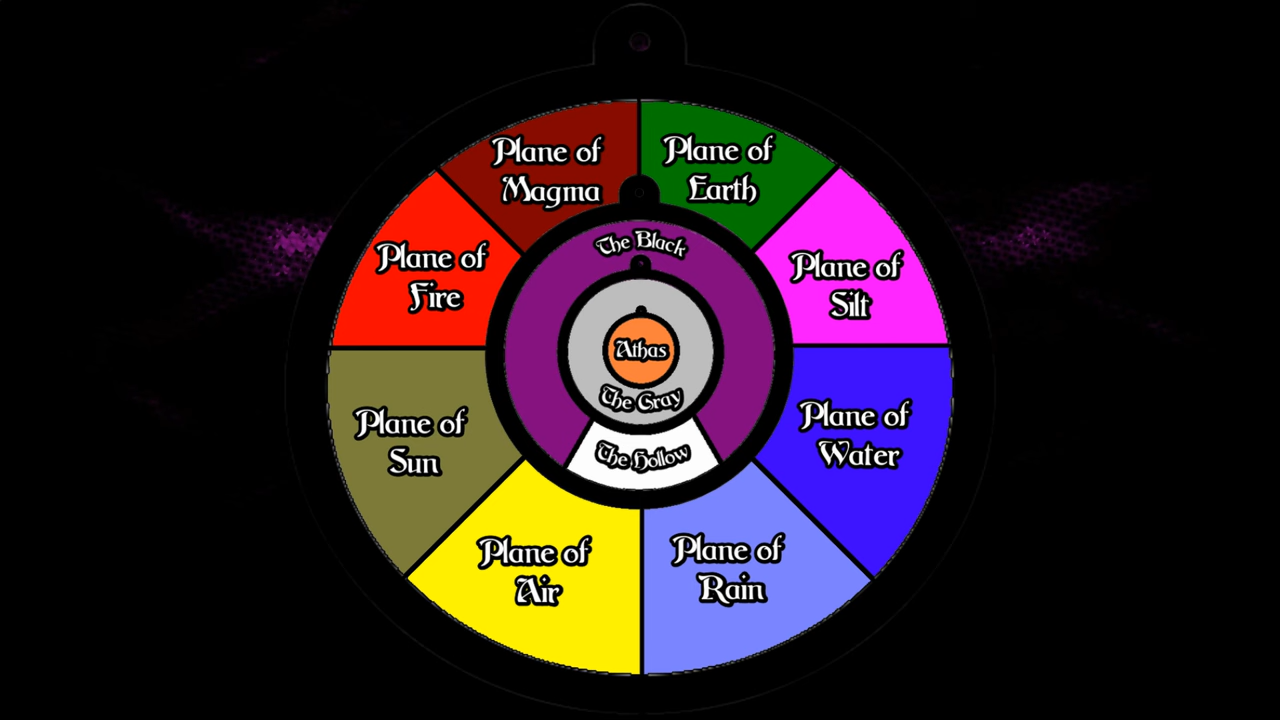 Plane of
Magma
Plane of
Earth
Plane of
Fire
The Black
Plane of
Silt
Athas
The Gray
Plane of
Sun
Plane of
Water
The Hollow
Plane of
Air
Plane of
Rain